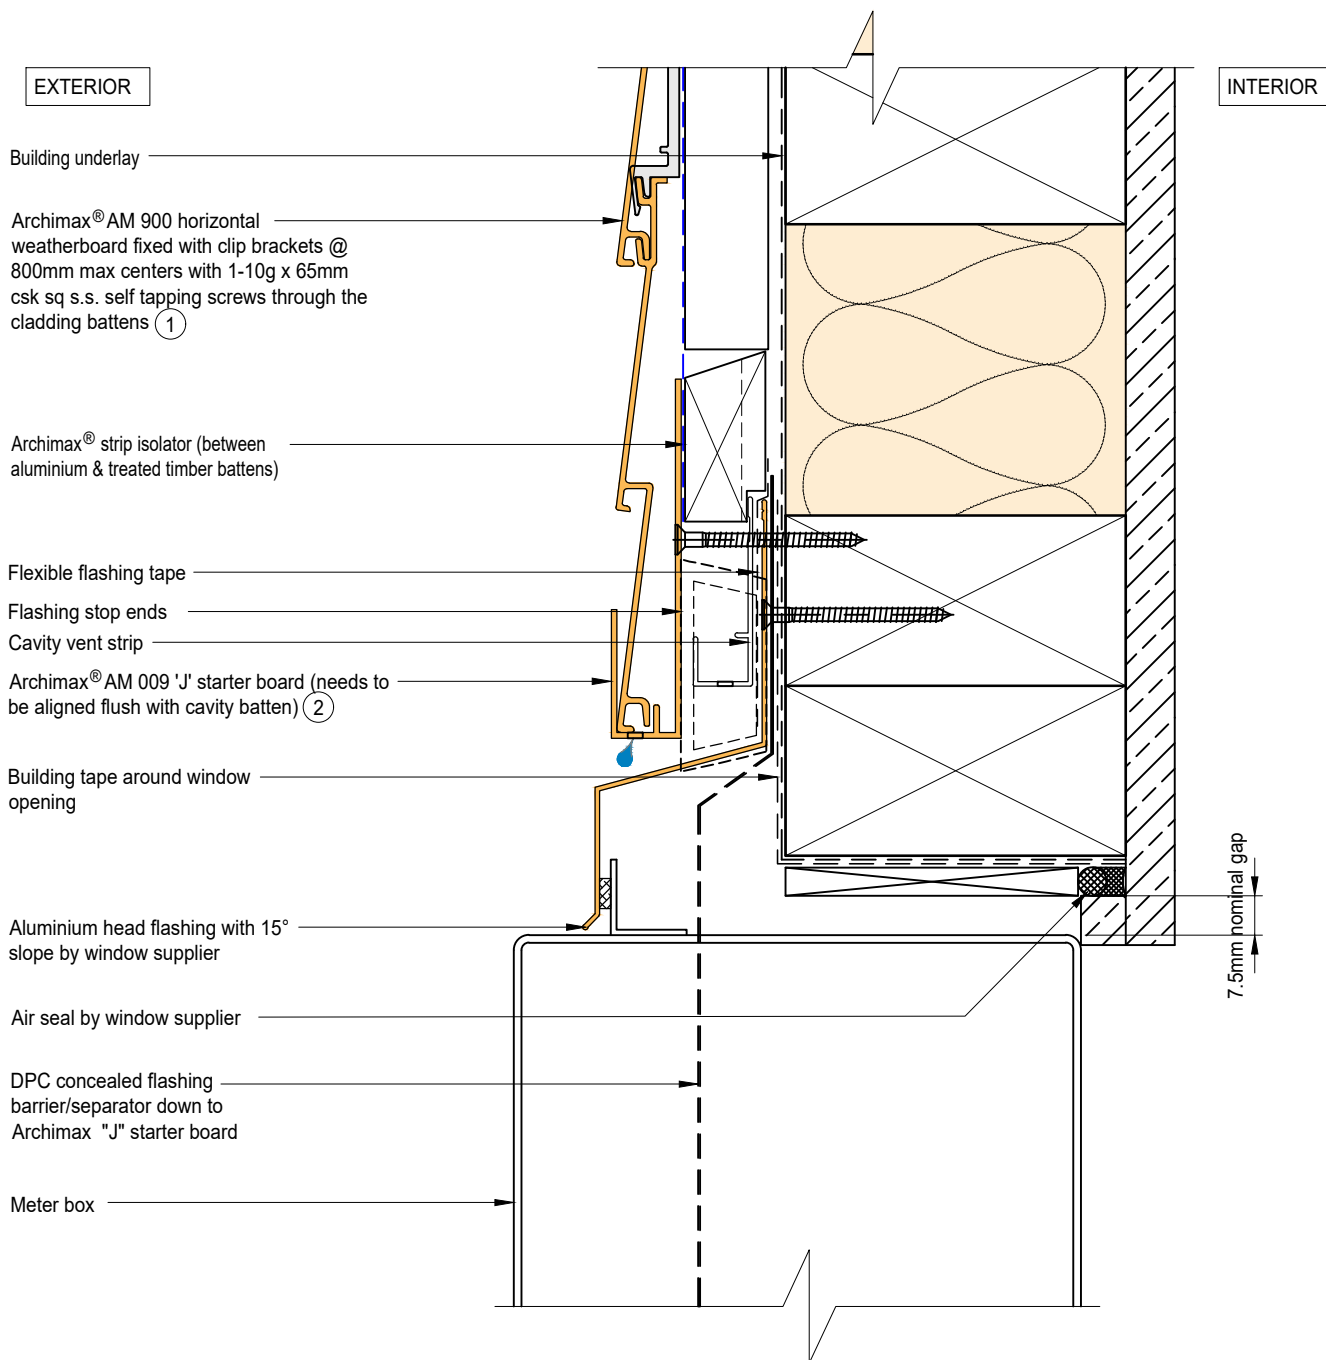 EXTERIOR
INTERIOR
Building underlay
Archimax® AM 900 horizontal
weatherboard fixed with clip brackets @
800mm max centers with 1-10g x 65mm
csk sq s.s. self tapping screws through the
cladding battens 1
Archimax® strip isolator (between
aluminium & treated timber battens)
Flexible flashing tape
Flashing stop ends
Cavity vent strip
Archimax® AM 009 'J' starter board (needs to
be aligned flush with cavity batten) 2
Building tape around window
opening
Aluminium head flashing with 15°
slope by window supplier
7.5mm nominal gap
Air seal by window supplier
DPC concealed flashing
barrier/separator down to
Archimax "J" starter board
Meter box